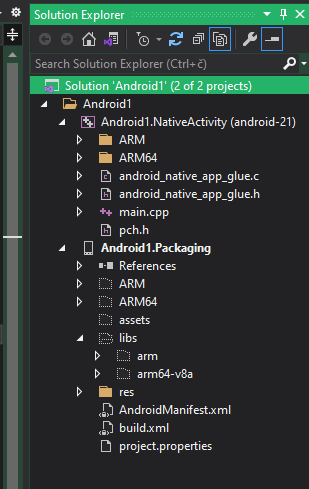 Solution Explorer
Search Solution Explorer (Ctrl+č)
Solution 'Android1' (2 of 2 projects)
Android1
Android1.NativeActivity (android-21)
ARM
ARM64
android_native_app_glue.c
android_native_app_glue.h
main.cpp
pch.h
Android1.Packaging
References
ARM
ARM64
assets
libs
arm
arm64-v8a
res
AndroidManifest.xml
build.xml
project.properties